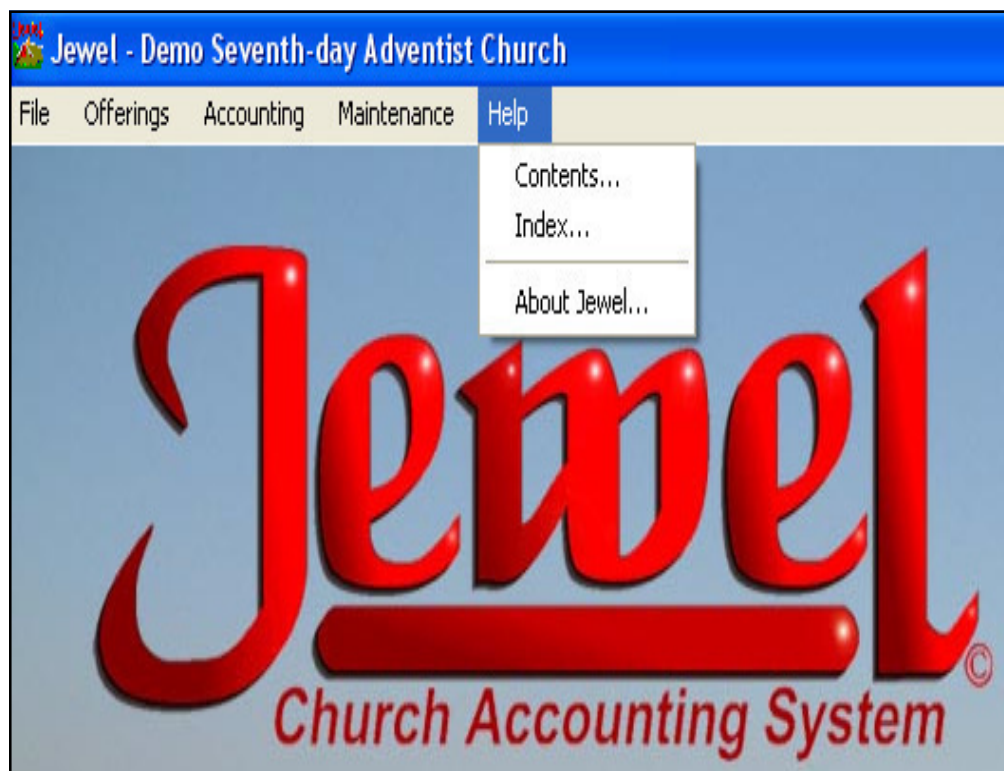 Jewel - Demo Seventh-day Adventist Church
File Offerings Accounting Maintenance Help
Contents...
Index...
About Jewel...
Jewel ©
Church Accounting System